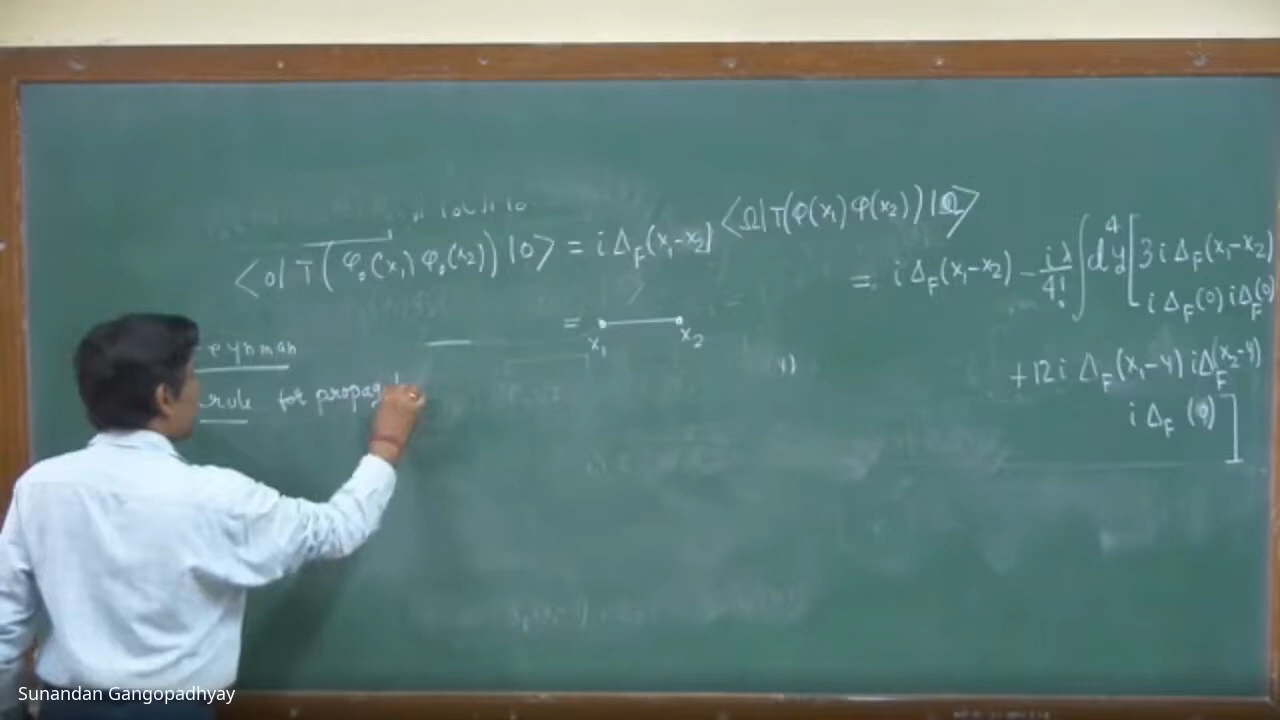 ⟨0| T(φ₀(x₁) φ₀(x₂)) |0⟩ = i Δ_F(x₁-x₂)
= x₁ x₂
Feynman
rule for propag
⟨Ω|T(φ(x₁) φ(x₂))|Ω⟩
= i Δ_F(x₁-x₂) - iλ/4! ∫d⁴y [3 i Δ_F(x₁-x₂)
i Δ_F(0) i Δ_F(0)
+ 12 i Δ_F(x₁-y) i Δ_F(x₂-y)
i Δ_F (0)]
Sunandan Gangopadhyay